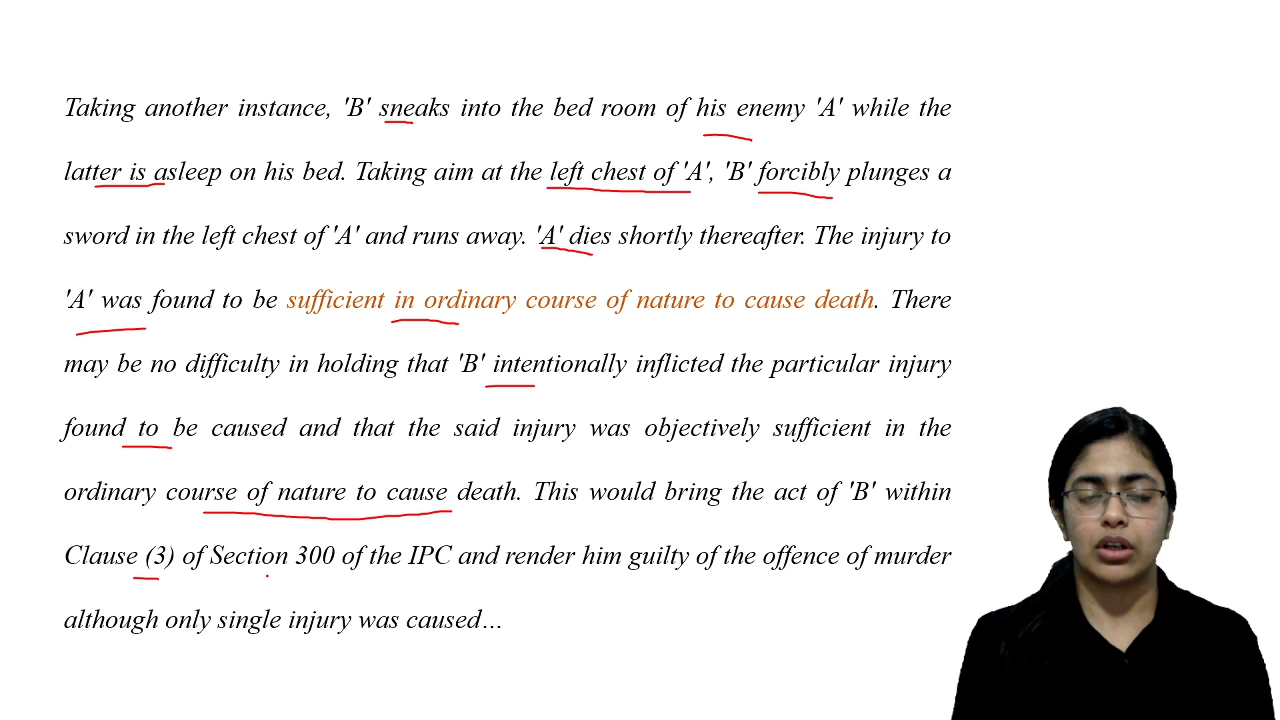 Taking another instance, 'B' sneaks into the bed room of his enemy 'A' while the
latter is asleep on his bed. Taking aim at the left chest of 'A', 'B' forcibly plunges a
sword in the left chest of 'A' and runs away. 'A' dies shortly thereafter. The injury to
'A' was found to be sufficient in ordinary course of nature to cause death. There
may be no difficulty in holding that 'B' intentionally inflicted the particular injury
found to be caused and that the said injury was objectively sufficient in the
ordinary course of nature to cause death. This would bring the act of 'B' within
Clause (3) of Section 300 of the IPC and render him guilty of the offence of murder
although only single injury was caused…